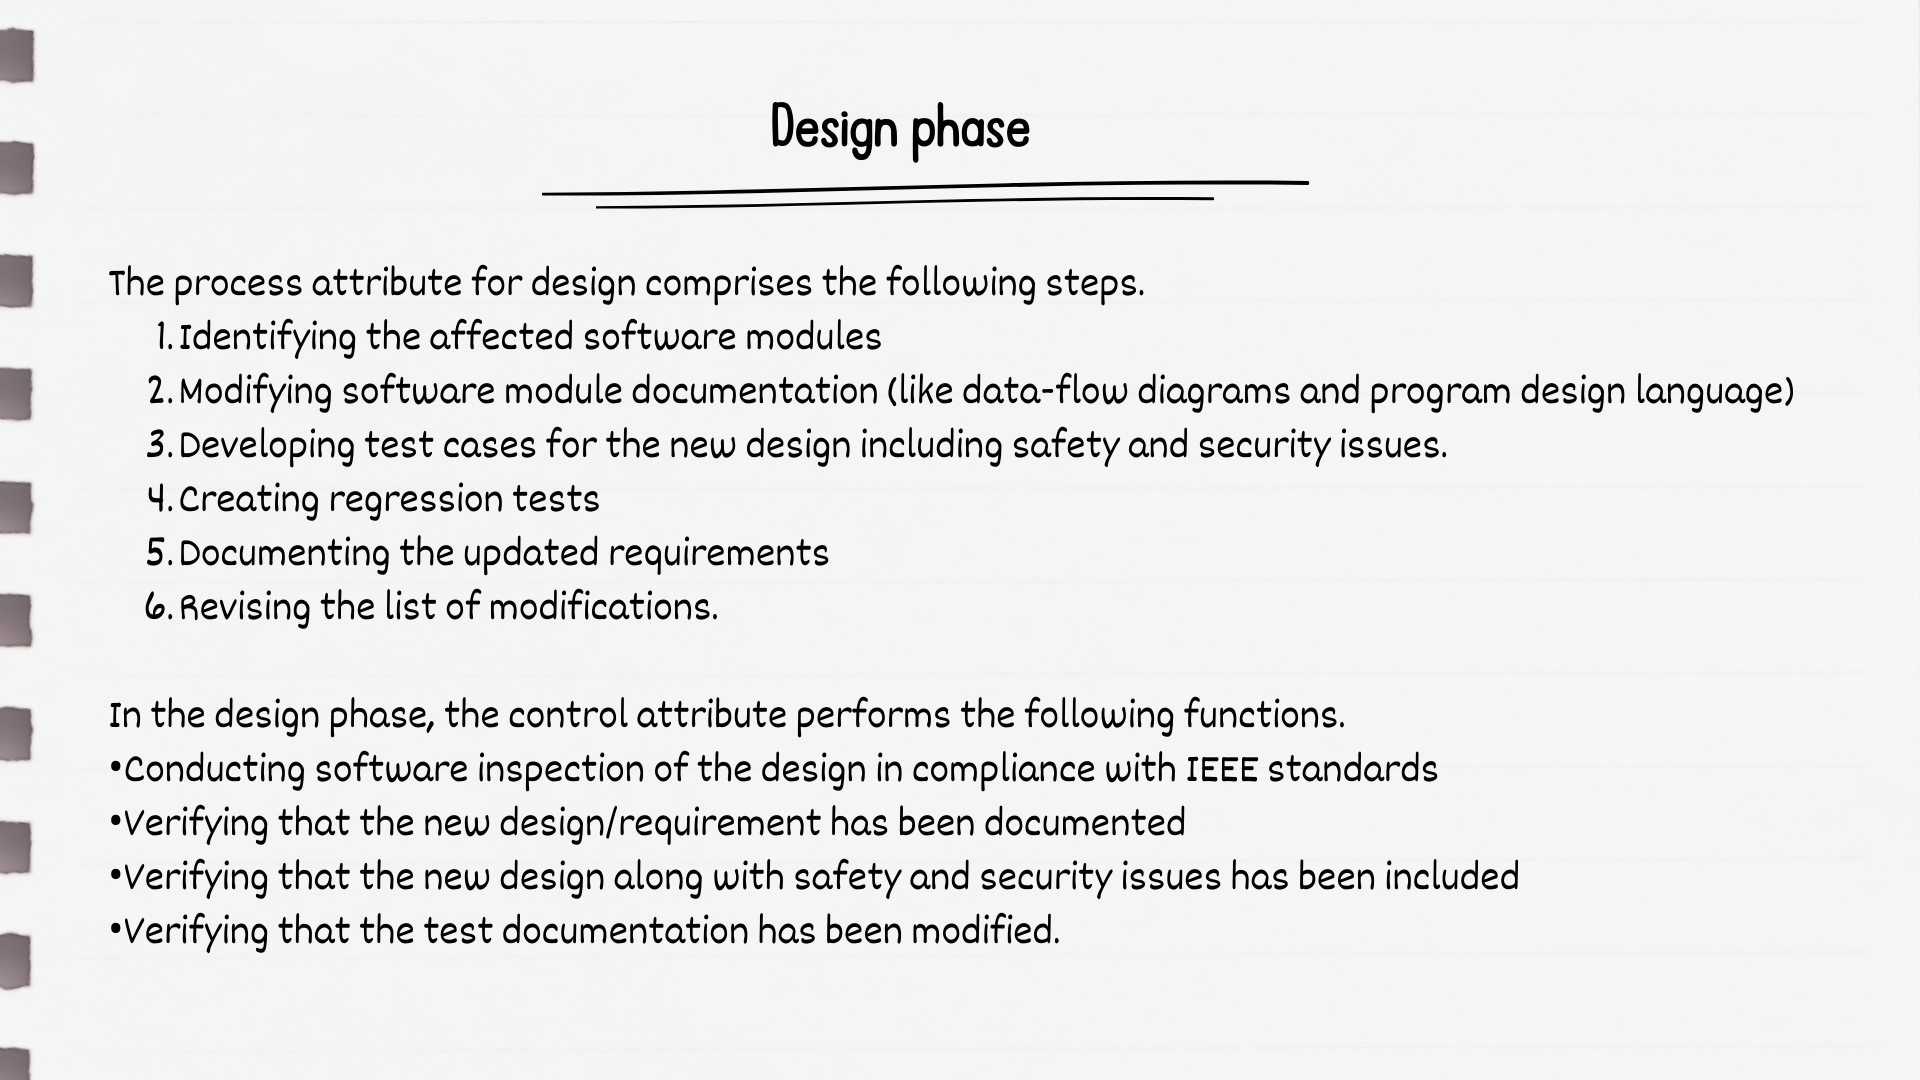 Design phase
The process attribute for design comprises the following steps.
1. Identifying the affected software modules
2. Modifying software module documentation (like data-flow diagrams and program design language)
3. Developing test cases for the new design including safety and security issues.
4. Creating regression tests
5. Documenting the updated requirements
6. Revising the list of modifications.
In the design phase, the control attribute performs the following functions.
•Conducting software inspection of the design in compliance with IEEE standards
•Verifying that the new design/requirement has been documented
•Verifying that the new design along with safety and security issues has been included
•Verifying that the test documentation has been modified.